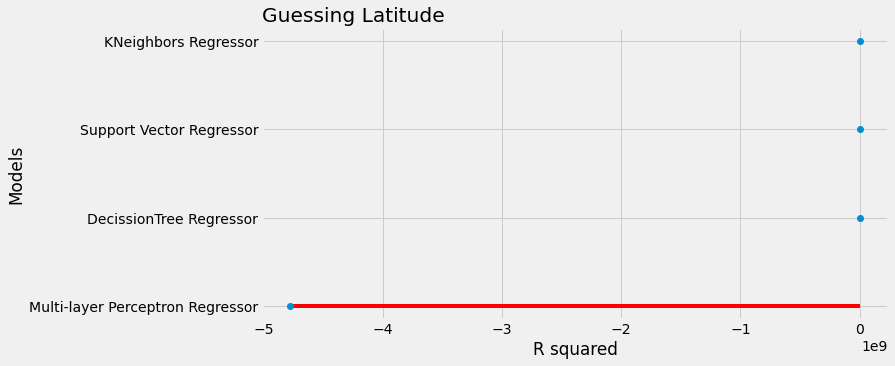 Guessing Latitude
KNeighbors Regressor
Support Vector Regressor
DecissionTree Regressor
Multi-layer Perceptron Regressor
Models
−5 −4 −3 −2 −1 0
1e9
R squared